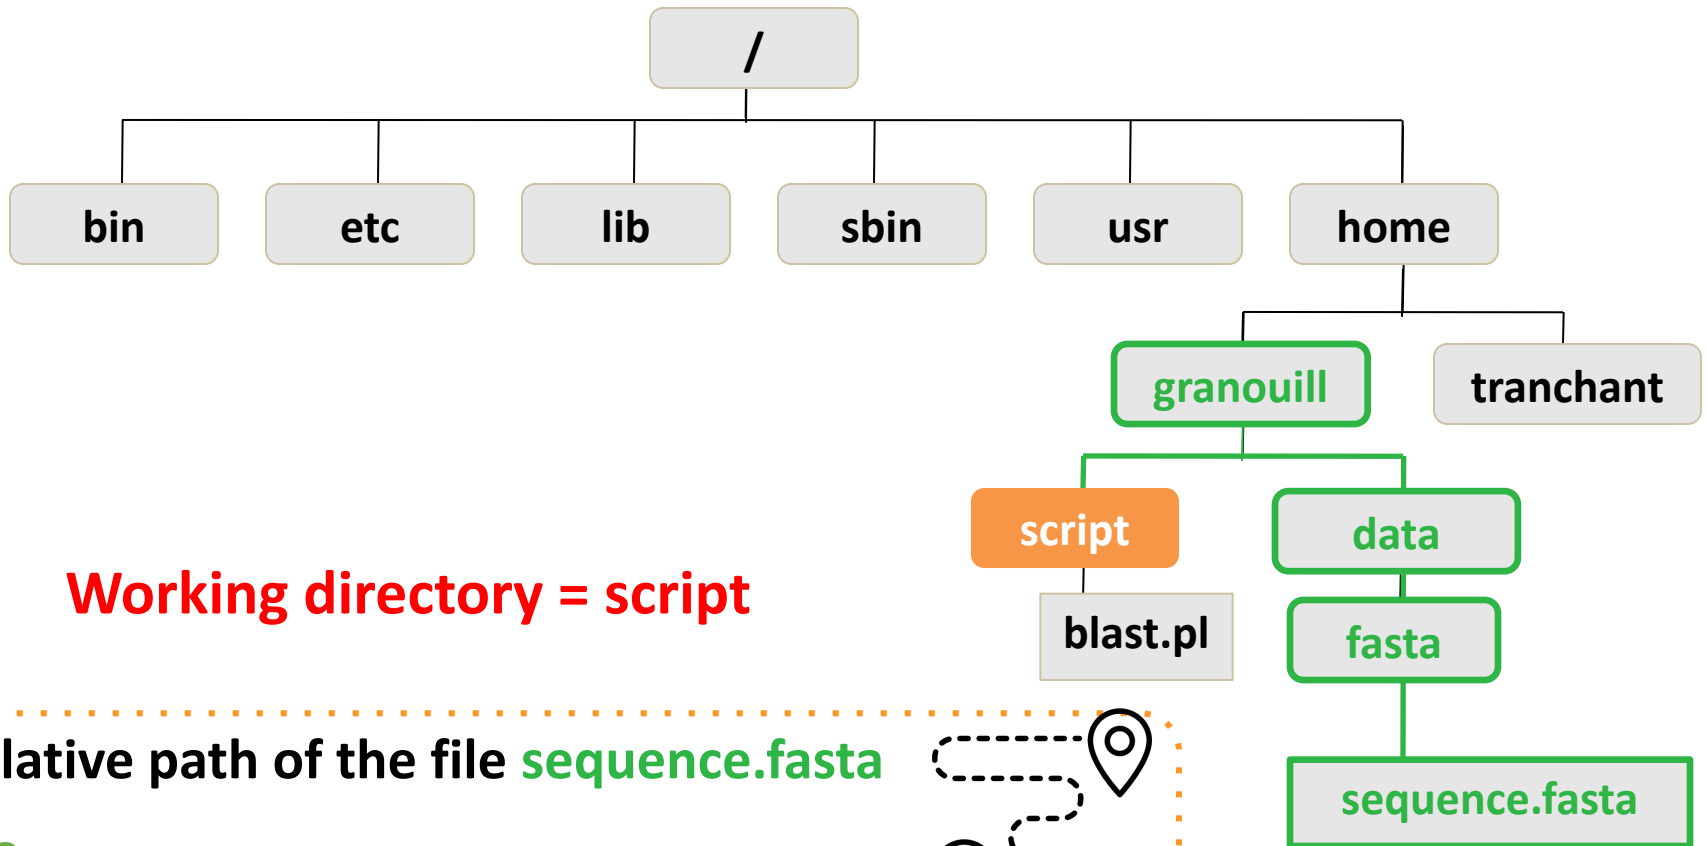 /
bin etc lib sbin usr home
granouill tranchant
script data
Working directory = script
blast.pl fasta
lative path of the file sequence.fasta
sequence.fasta